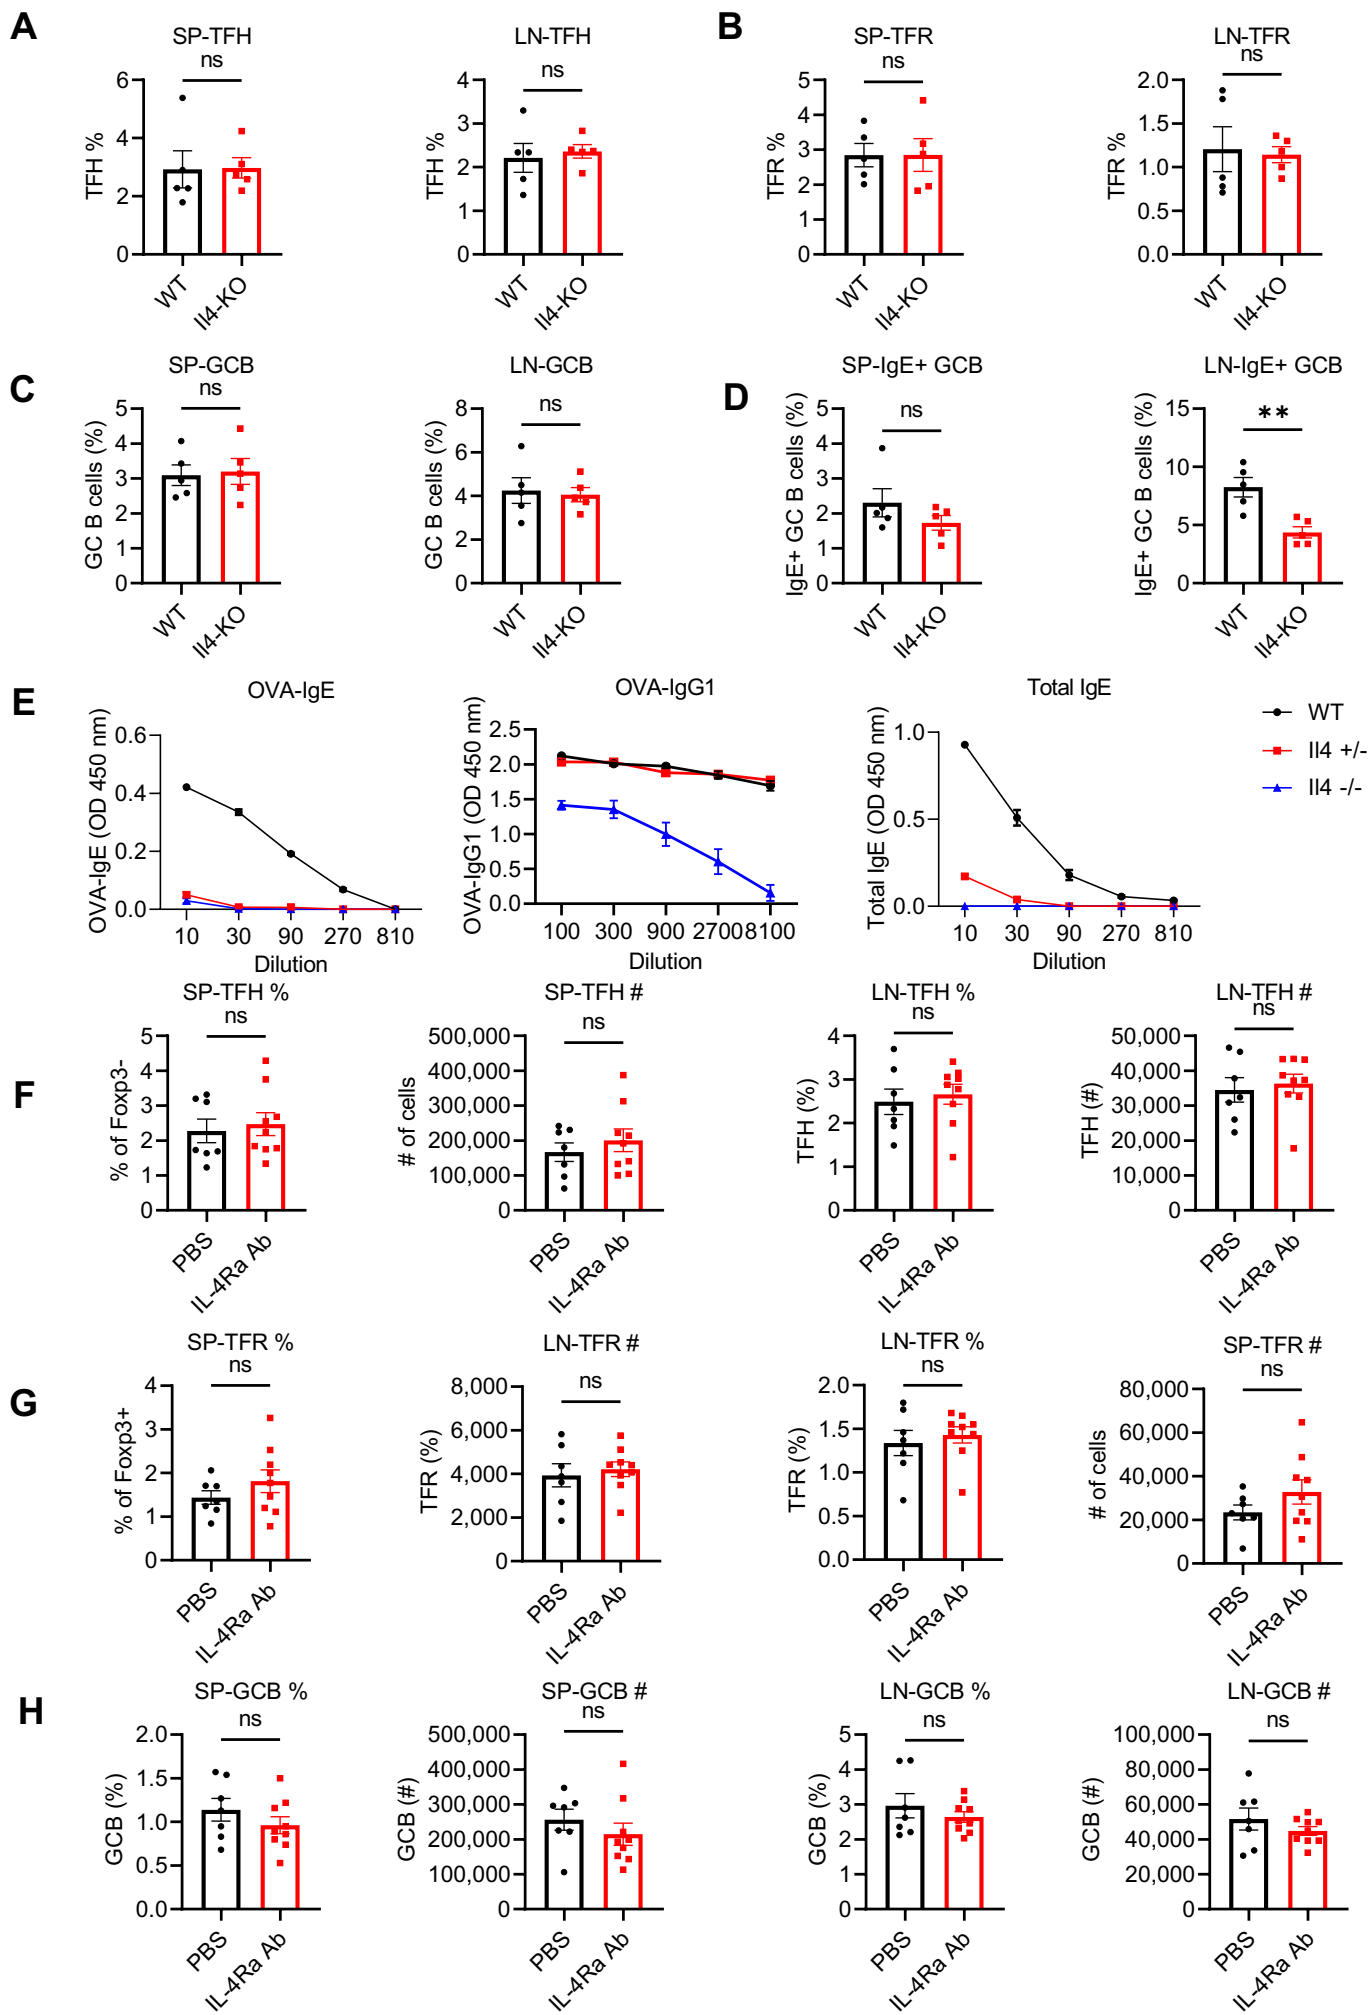 A
SP-TFH
ns
TFH %
6
4
2
0
WT
Il4-KO
LN-TFH
ns
TFH %
4
3
2
1
0
WT
Il4-KO
B
SP-TFR
ns
TFR %
5
4
3
2
1
0
WT
Il4-KO
LN-TFR
ns
TFR %
2.0
1.5
1.0
0.5
0.0
WT
Il4-KO
C
SP-GCB
ns
GC B cells (%)
5
4
3
2
1
0
WT
Il4-KO
LN-GCB
ns
GC B cells (%)
8
6
4
2
0
WT
Il4-KO
D
SP-IgE+ GCB
ns
IgE+ GC B cells (%)
5
4
3
2
1
0
WT
Il4-KO
LN-IgE+ GCB
**
IgE+ GC B cells (%)
15
10
5
0
WT
Il4-KO
E
OVA-IgE
OVA-IgE (OD 450 nm)
0.6
0.4
0.2
0.0
10 30 90 270 810
Dilution
OVA-IgG1
OVA-IgG1 (OD 450 nm)
2.5
2.0
1.5
1.0
0.5
0.0
100 300 900 2700 8100
Dilution
Total IgE
Total IgE (OD 450 nm)
1.0
0.5
0.0
10 30 90 270 810
Dilution
WT
Il4 +/-
Il4 -/-
F
SP-TFH %
ns
% of Foxp3-
5
4
3
2
1
0
PBS
IL-4Ra Ab
SP-TFH #
ns
# of cells
500,000
400,000
300,000
200,000
100,000
0
PBS
IL-4Ra Ab
LN-TFH %
ns
TFH (%)
4
3
2
1
0
PBS
IL-4Ra Ab
LN-TFH #
ns
TFH (#)
50,000
40,000
30,000
20,000
10,000
0
PBS
IL-4Ra Ab
G
SP-TFR %
ns
% of Foxp3+
4
3
2
1
0
PBS
IL-4Ra Ab
LN-TFR #
ns
TFR (%)
8,000
6,000
4,000
2,000
0
PBS
IL-4Ra Ab
LN-TFR %
ns
TFR (%)
2.0
1.5
1.0
0.5
0.0
PBS
IL-4Ra Ab
SP-TFR #
ns
# of cells
80,000
60,000
40,000
20,000
0
PBS
IL-4Ra Ab
H
SP-GCB %
ns
GCB (%)
2.0
1.5
1.0
0.5
0.0
PBS
IL-4Ra Ab
SP-GCB #
ns
GCB (#)
500,000
400,000
300,000
200,000
100,000
0
PBS
IL-4Ra Ab
LN-GCB %
ns
GCB (%)
5
4
3
2
1
0
PBS
IL-4Ra Ab
LN-GCB #
ns
GCB (#)
100,000
80,000
60,000
40,000
20,000
0
PBS
IL-4Ra Ab